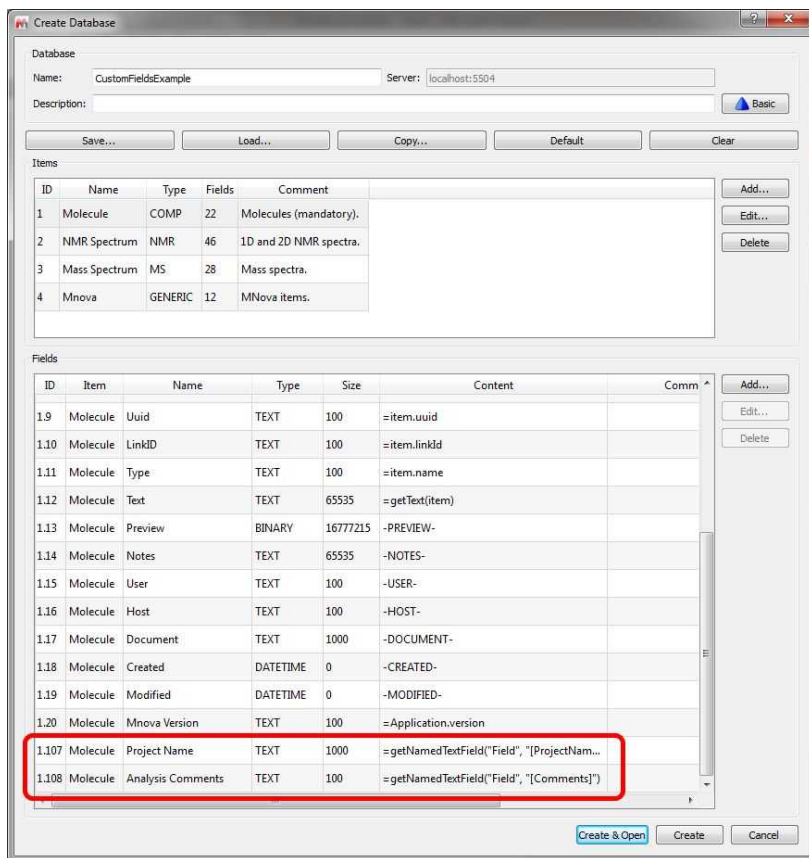 Create Database
Database
Name: CustomFieldsExample Server: localhost:5504
Description: Basic
Save... Load... Copy... Default Clear
Items
ID Name Type Fields Comment
1 Molecule COMP 22 Molecules (mandatory). Add...
2 NMR Spectrum NMR 46 1D and 2D NMR spectra. Edit...
3 Mass Spectrum MS 28 Mass spectra. Delete
4 Mnova GENERIC 12 MNova items.
Fields
ID Item Name Type Size Content Comm Add...
1.9 Molecule Uuid TEXT 100 =item.uuid Edit...
1.10 Molecule LinkID TEXT 100 =item.linkId Delete
1.11 Molecule Type TEXT 100 =item.name
1.12 Molecule Text TEXT 65535 =getText(item)
1.13 Molecule Preview BINARY 16777215 -PREVIEW-
1.14 Molecule Notes TEXT 65535 -NOTES-
1.15 Molecule User TEXT 100 -USER-
1.16 Molecule Host TEXT 100 -HOST-
1.17 Molecule Document TEXT 1000 -DOCUMENT-
1.18 Molecule Created DATETIME 0 -CREATED-
1.19 Molecule Modified DATETIME 0 -MODIFIED-
1.20 Molecule Mnova Version TEXT 100 =Application.version
1.107 Molecule Project Name TEXT 1000 =getNamedTextField("Field", "[ProjectNam...
1.108 Molecule Analysis Comments TEXT 100 =getNamedTextField("Field", "[Comments]")
Create & Open Create Cancel